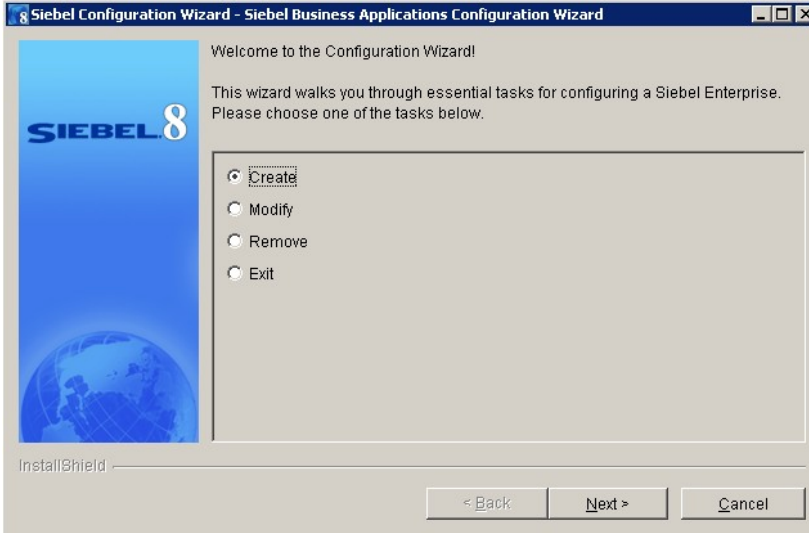 Siebel Configuration Wizard - Siebel Business Applications Configuration Wizard
SIEBEL.8
Welcome to the Configuration Wizard!
This wizard walks you through essential tasks for configuring a Siebel Enterprise.
Please choose one of the tasks below.
Create
Modify
Remove
Exit
InstallShield
< Back
Next >
Cancel